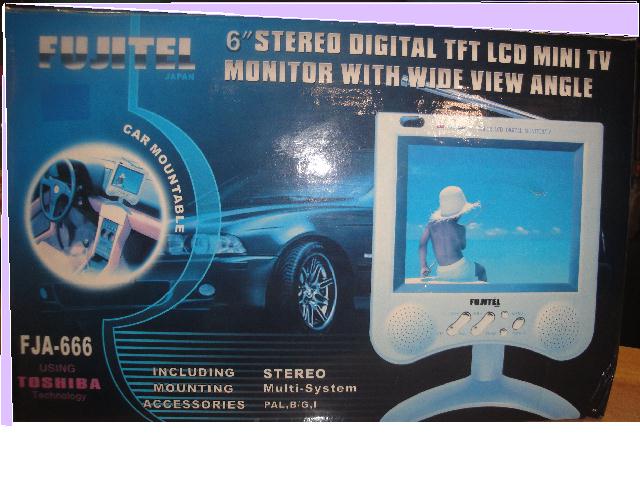 FUJITEL
JAPAN
6" STEREO DIGITAL TFT LCD MINI TV
MONITOR WITH WIDE VIEW ANGLE
CAR MOUNTABLE
FUJITEL
FJA-666
USING
TOSHIBA
Technology
INCLUDING
MOUNTING
ACCESSORIES
STEREO
Multi-System
PAL,B/G,I